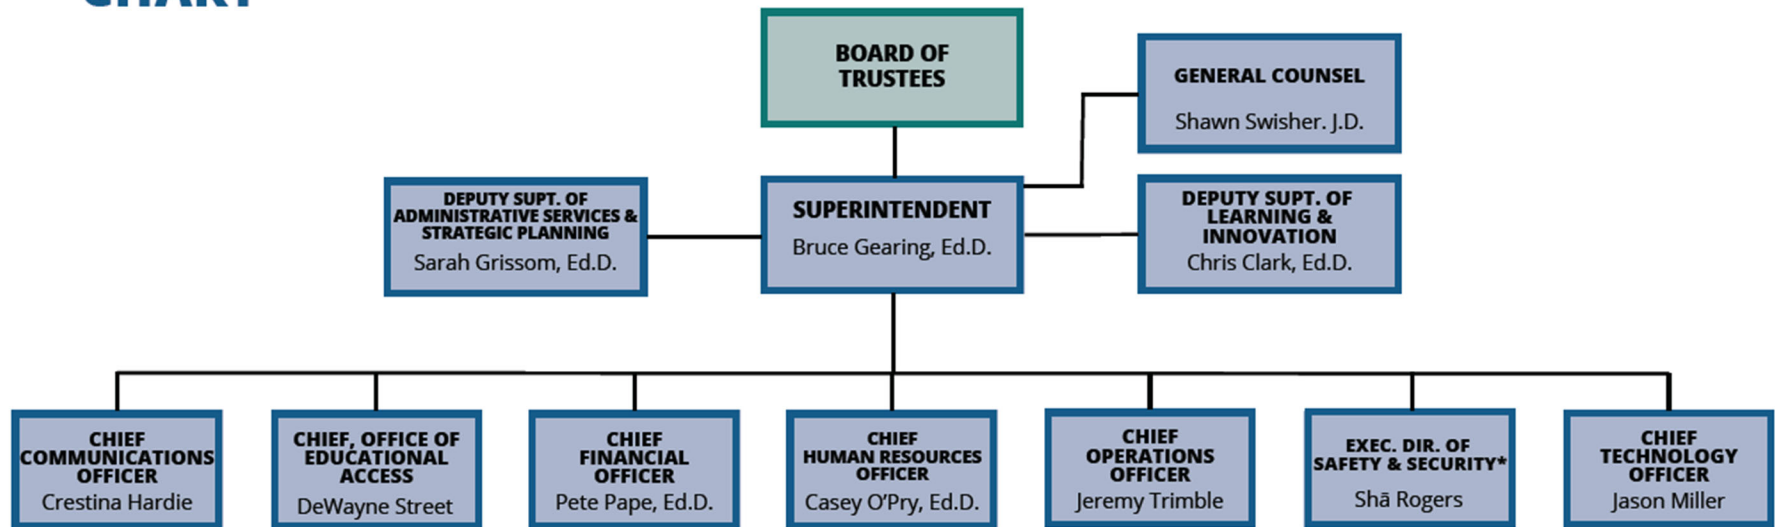 CHART
BOARD OF
TRUSTEES
GENERAL COUNSEL
Shawn Swisher. J.D.
DEPUTY SUPT. OF
ADMINISTRATIVE SERVICES &
STRATEGIC PLANNING
Sarah Grissom, Ed.D.
SUPERINTENDENT
Bruce Gearing, Ed.D.
DEPUTY SUPT. OF
LEARNING &
INNOVATION
Chris Clark, Ed.D.
CHIEF
COMMUNICATIONS
OFFICER
Crestina Hardie
CHIEF, OFFICE OF
EDUCATIONAL
ACCESS
DeWayne Street
CHIEF
FINANCIAL
OFFICER
Pete Pape, Ed.D.
CHIEF
HUMAN RESOURCES
OFFICER
Casey O’Pry, Ed.D.
CHIEF
OPERATIONS
OFFICER
Jeremy Trimble
EXEC. DIR. OF
SAFETY & SECURITY*
Shā Rogers
CHIEF
TECHNOLOGY
OFFICER
Jason Miller